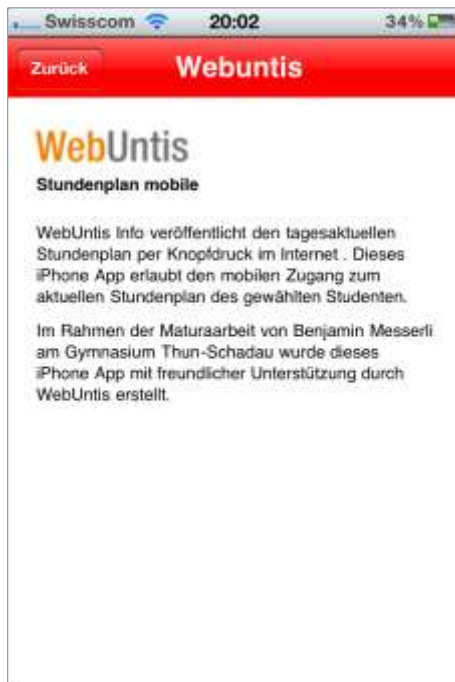 Swisscom 20:02 34%
Zurück Webuntis
WebUntis
Stundenplan mobile
WebUntis Info veröffentlicht den tagesaktuellen
Stundenplan per Knopfdruck im Internet . Dieses
iPhone App erlaubt den mobilen Zugang zum
aktuellen Stundenplan des gewählten Studenten.
Im Rahmen der Maturaarbeit von Benjamin Messerli
am Gymnasium Thun-Schadau wurde dieses
iPhone App mit freundlicher Unterstützung durch
WebUntis erstellt.